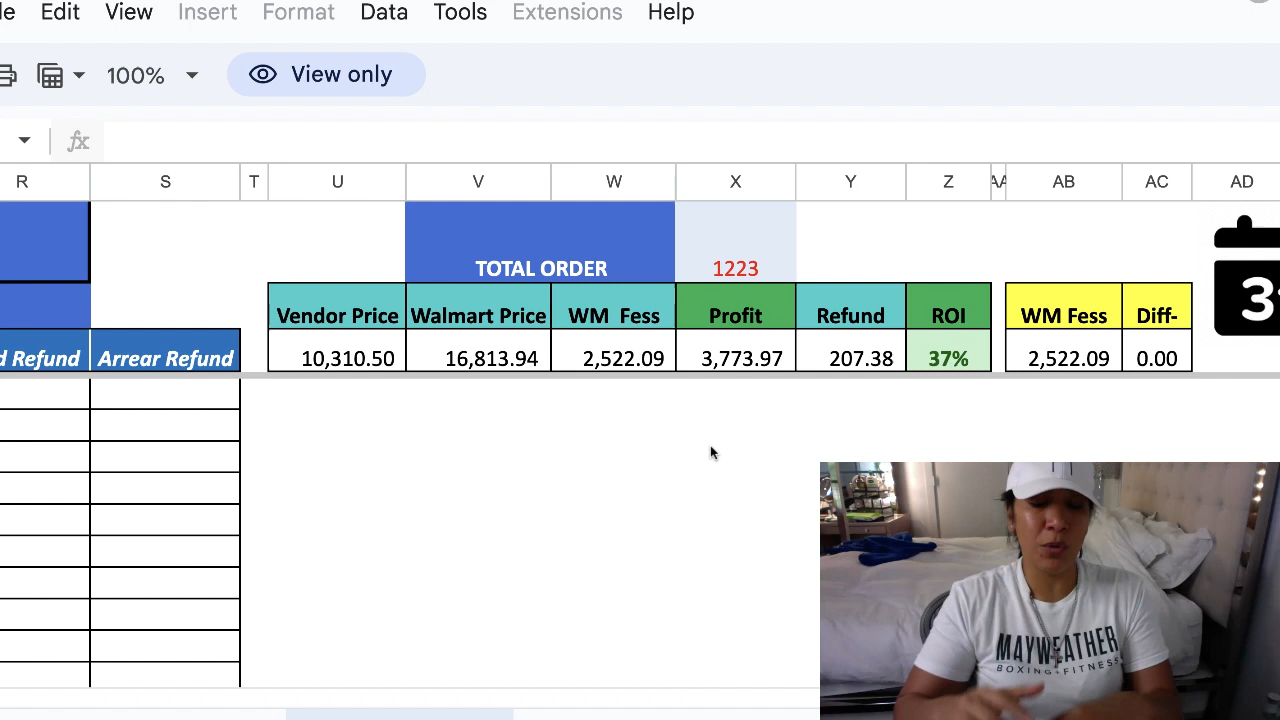 Edit View Insert Format Data Tools Extensions Help
100% View only
fx
R S T U V W X Y Z AA AB AC AD
TOTAL ORDER 1223
Vendor Price Walmart Price WM Fess Profit Refund ROI WM Fess Diff-
Refund Arrear Refund 10,310.50 16,813.94 2,522.09 3,773.97 207.38 37% 2,522.09 0.00
MAYWEATHER
BOXING+FITNESS